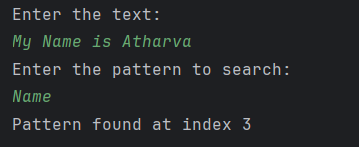 Enter the text:
My Name is Atharva
Enter the pattern to search:
Name
Pattern found at index 3